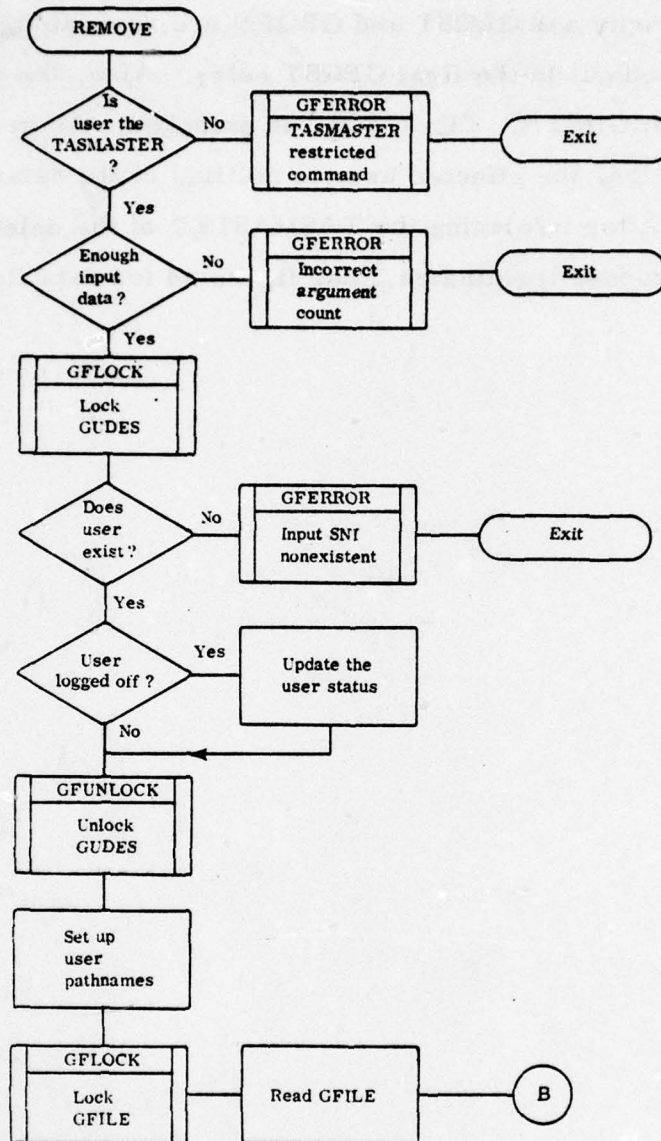 REMOVE
Is
user the
TASMASTER
?
No
GFERROR
TASMASTER
restricted
command
Exit
Yes
Enough
input
data ?
No
GFERROR
Incorrect
argument
count
Exit
Yes
GFLOCK
Lock
GUDES
Does
user
exist ?
No
GFERROR
Input SNI
nonexistent
Exit
Yes
User
logged off ?
Yes
Update the
user status
No
GFUNLOCK
Unlock
GUDES
Set up
user
pathnames
GFLOCK
Lock
GFILE
Read GFILE
B